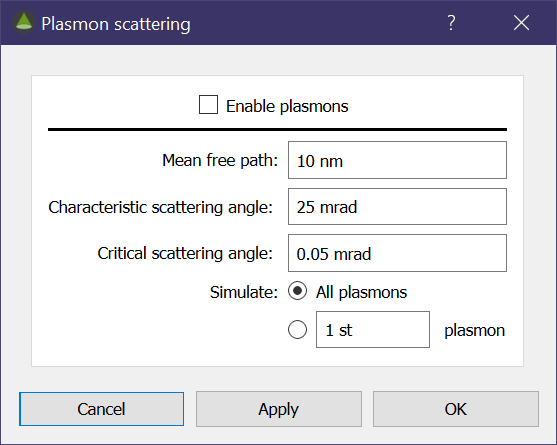 Plasmon scattering ?
Enable plasmons
Mean free path: 10 nm
Characteristic scattering angle: 25 mrad
Critical scattering angle: 0.05 mrad
Simulate: All plasmons
1 st plasmon
Cancel Apply OK